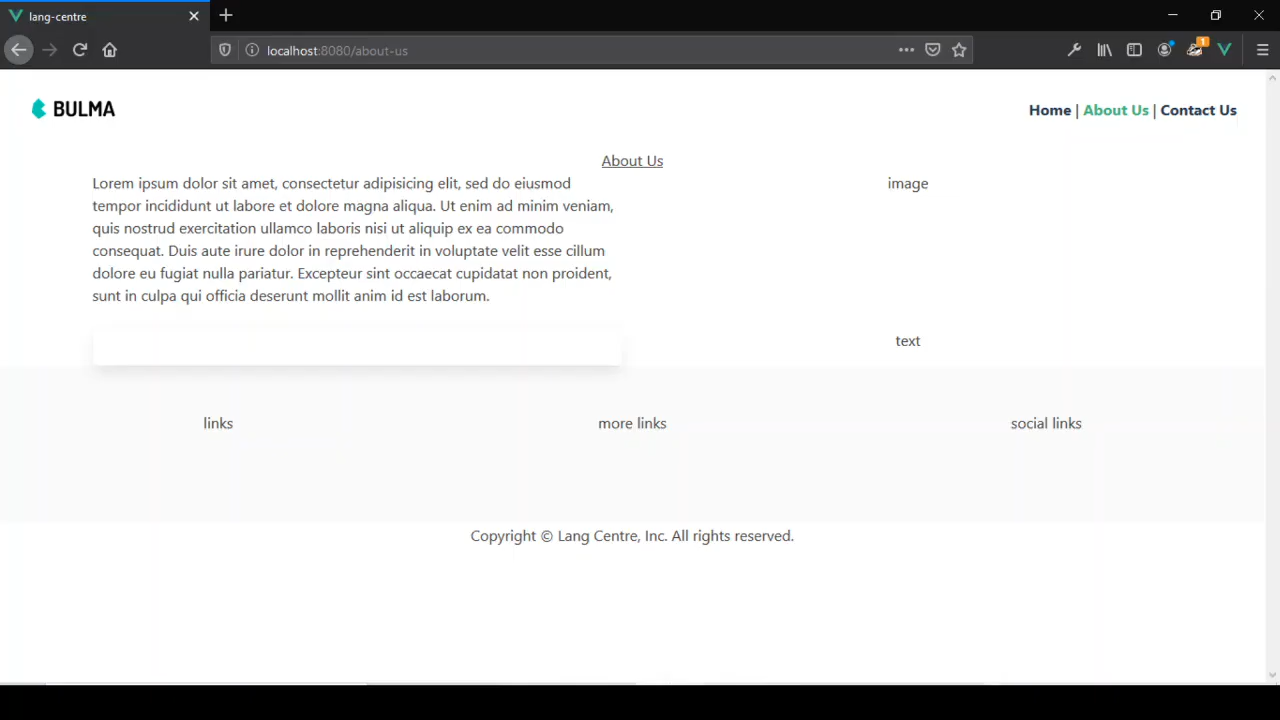 lang-centre
localhost:8080/about-us
1
BULMA
Home | About Us | Contact Us
About Us
Lorem ipsum dolor sit amet, consectetur adipisicing elit, sed do eiusmod
tempor incididunt ut labore et dolore magna aliqua. Ut enim ad minim veniam,
quis nostrud exercitation ullamco laboris nisi ut aliquip ex ea commodo
consequat. Duis aute irure dolor in reprehenderit in voluptate velit esse cillum
dolore eu fugiat nulla pariatur. Excepteur sint occaecat cupidatat non proident,
sunt in culpa qui officia deserunt mollit anim id est laborum.
image
text
links
more links
social links
Copyright © Lang Centre, Inc. All rights reserved.